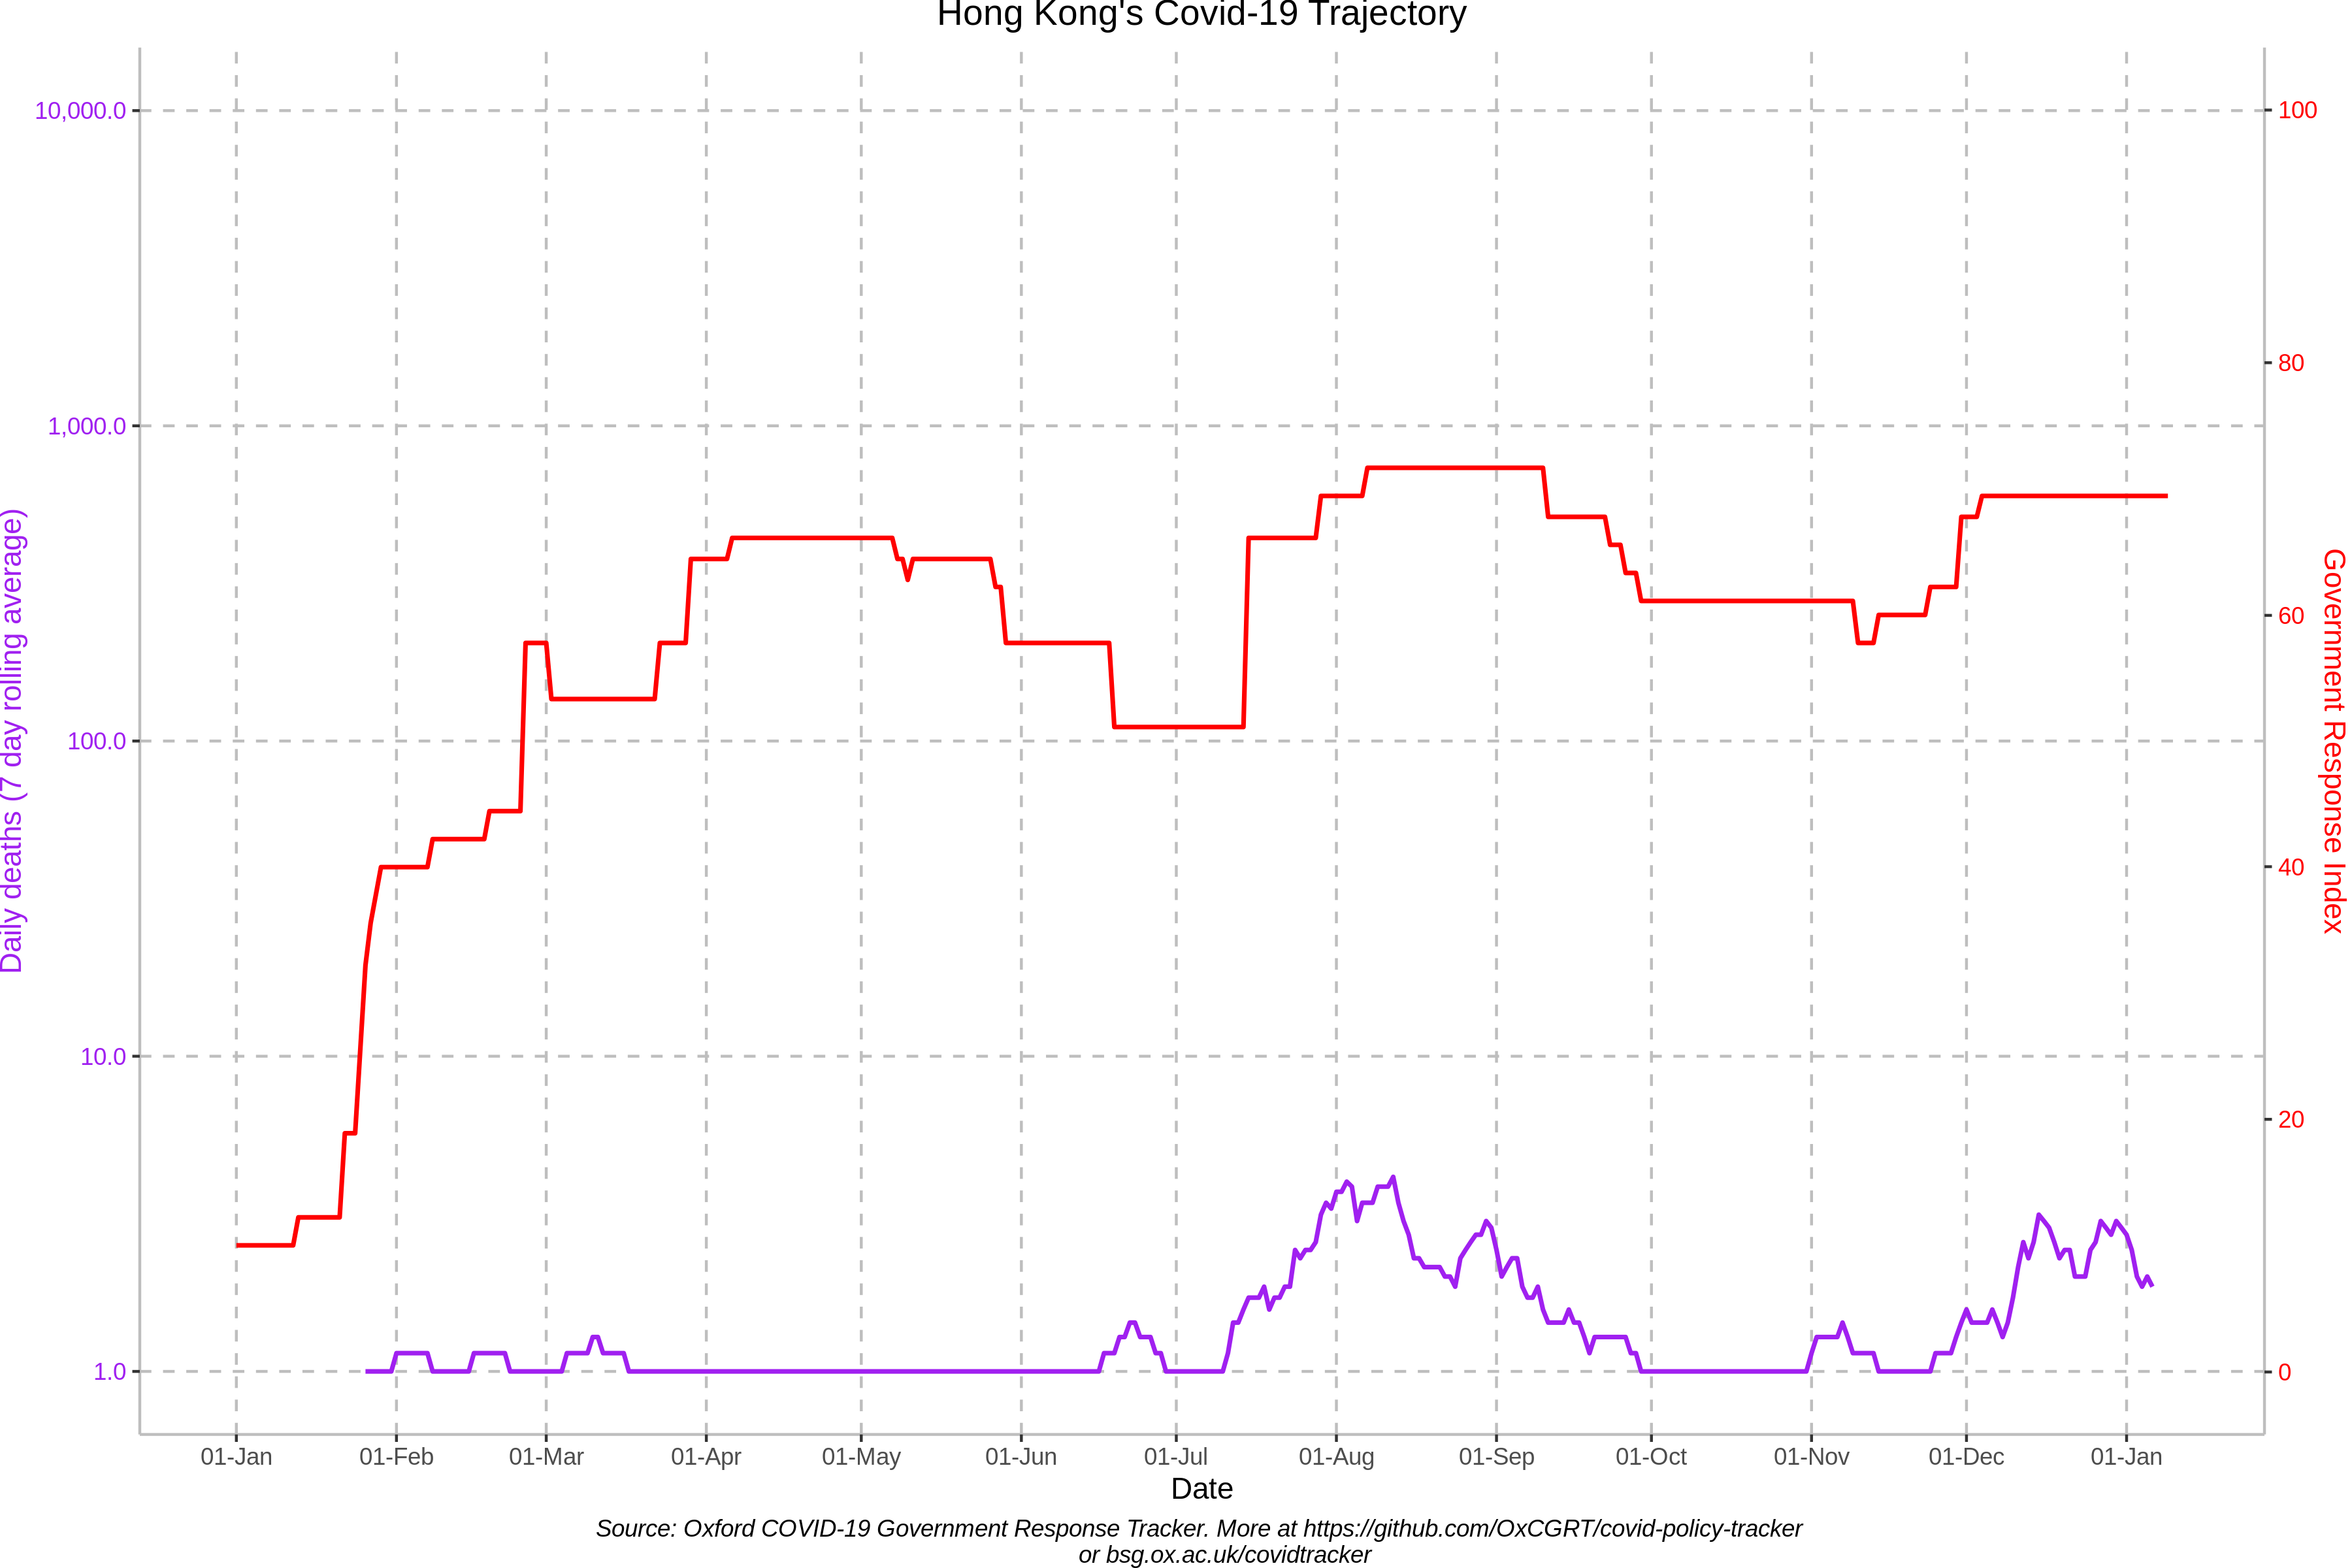 Hong Kong's Covid-19 Trajectory
10,000.0
1,000.0
100.0
10.0
1.0
Daily deaths (7 day rolling average)
100
80
60
40
20
0
Government Response Index
01-Jan 01-Feb 01-Mar 01-Apr 01-May 01-Jun 01-Jul 01-Aug 01-Sep 01-Oct 01-Nov 01-Dec 01-Jan
Date
Source: Oxford COVID-19 Government Response Tracker. More at https://github.com/OxCGRT/covid-policy-tracker
or bsg.ox.ac.uk/covidtracker